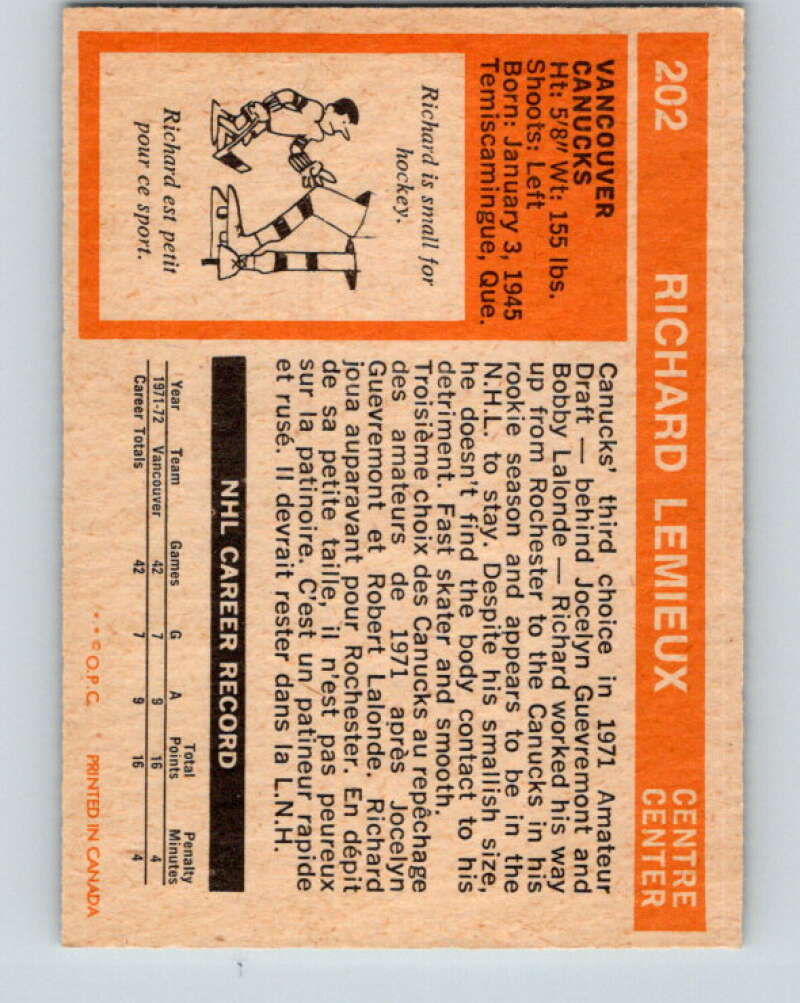 202
RICHARD LEMIEUX
CENTRE
CENTER
VANCOUVER
CANUCKS
Ht: 5'8" Wt: 155 lbs.
Shoots: Left
Born: January 3, 1945
Temiscamingue, Que.
Richard is small for
hockey.
Richard est petit
pour ce sport.
Canucks' third choice in 1971 Amateur
Draft — behind Jocelyn Guevremont and
Bobby Lalonde — Richard worked his way
up from Rochester to the Canucks in his
rookie season and appears to be in the
N.H.L. to stay. Despite his smallish size,
he doesn't find the body contact to his
detriment. Fast skater and smooth.
Troisième choix des Canucks au repêchage
des amateurs de 1971 après Jocelyn
Guevremont et Robert Lalonde. Richard
joua auparavant pour Rochester. En dépit
de sa petite taille, il n'est pas peureux
sur la patinoire. C'est un patineur rapide
et rusé. Il devrait rester dans la L.N.H.
NHL CAREER RECORD
Year Team Games G A Total Points Penalty Minutes
1971-72 Vancouver 42 7 9 16 4
Career Totals 42 7 9 16 4
**©O.P.C. PRINTED IN CANADA